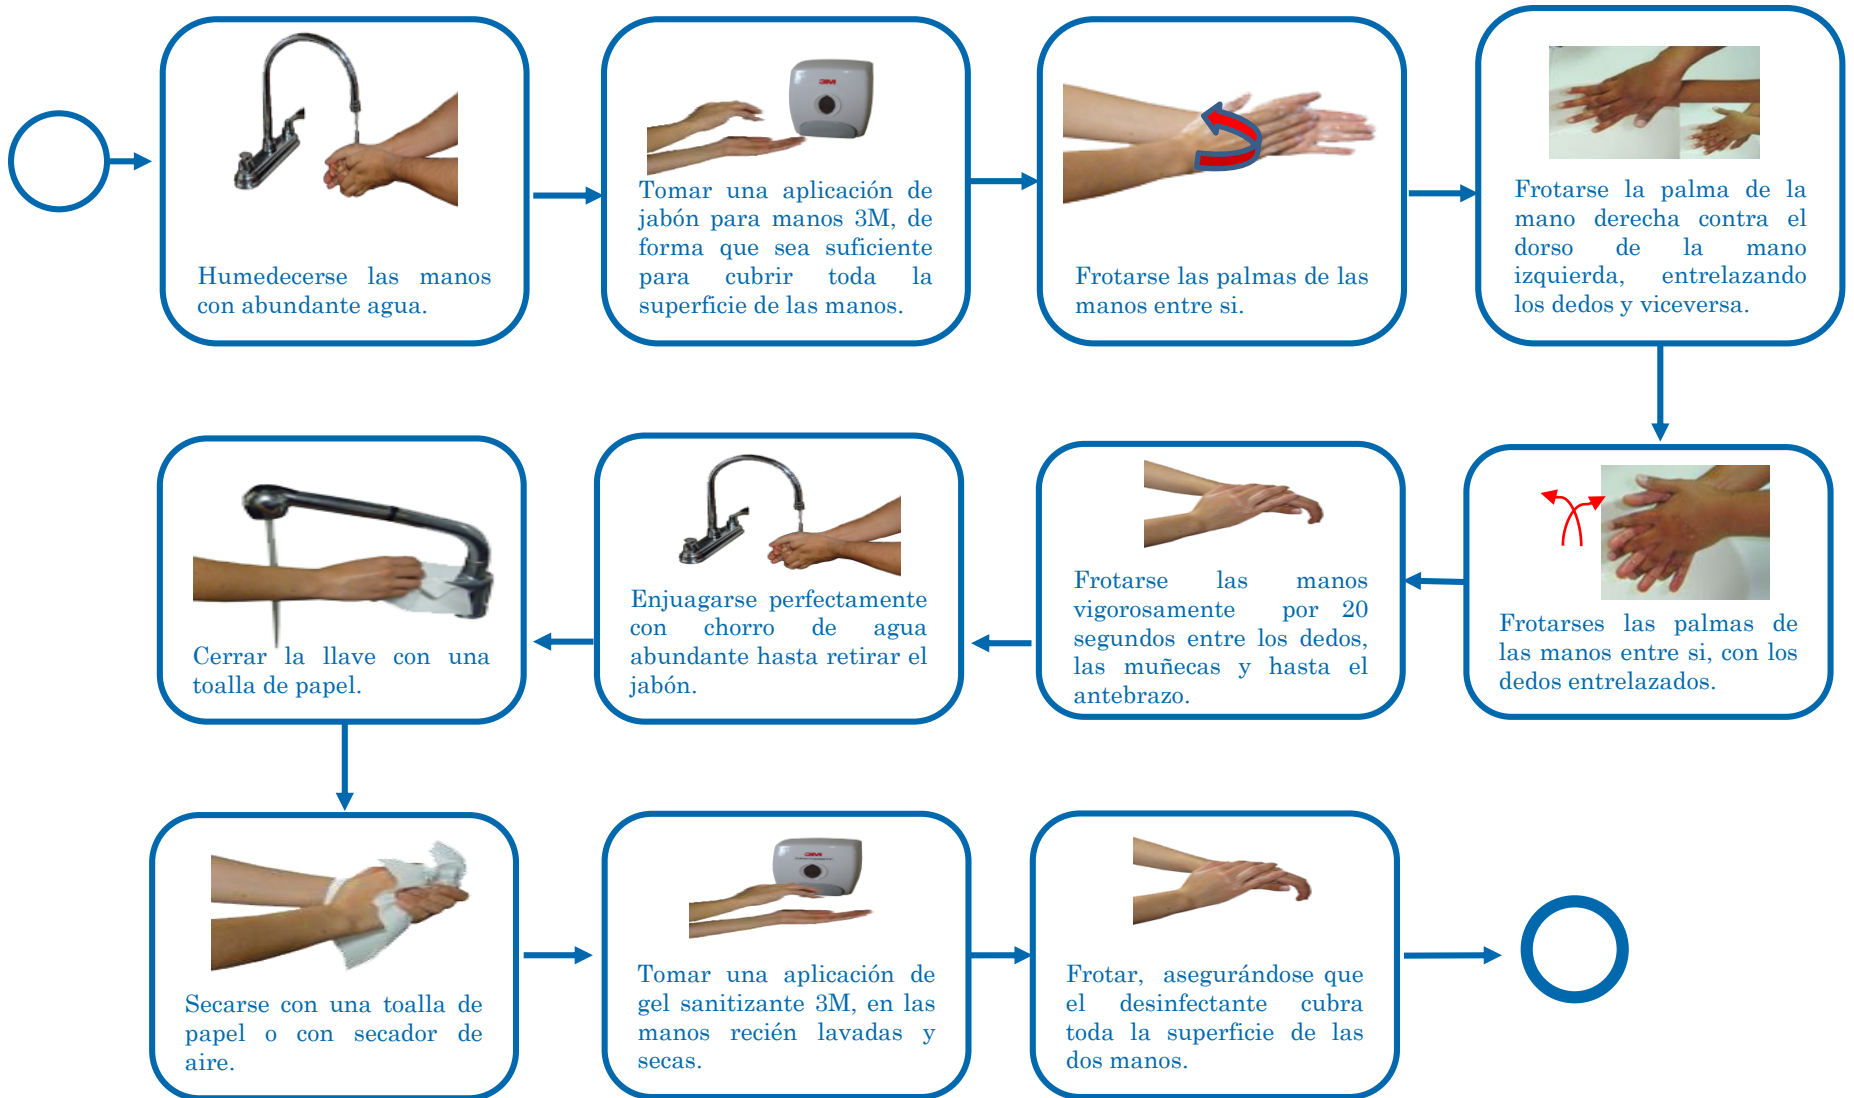 3M
Humedecerse las manos
con abundante agua.
Tomar una aplicación de
jabón para manos 3M, de
forma que sea suficiente
para cubrir toda la
superficie de las manos.
Frotarse las palmas de las
manos entre si.
Frotarse la palma de la
mano derecha contra el
dorso de la mano
izquierda, entrelazando
los dedos y viceversa.
Frotarses las palmas de
las manos entre si, con los
dedos entrelazados.
Frotarse las manos
vigorosamente por 20
segundos entre los dedos,
las muñecas y hasta el
antebrazo.
Enjuagarse perfectamente
con chorro de agua
abundante hasta retirar el
jabón.
Cerrar la llave con una
toalla de papel.
Secarse con una toalla de
papel o con secador de
aire.
3M
Tomar una aplicación de
gel sanitizante 3M, en las
manos recién lavadas y
secas.
Frotar, asegurándose que
el desinfectante cubra
toda la superficie de las
dos manos.